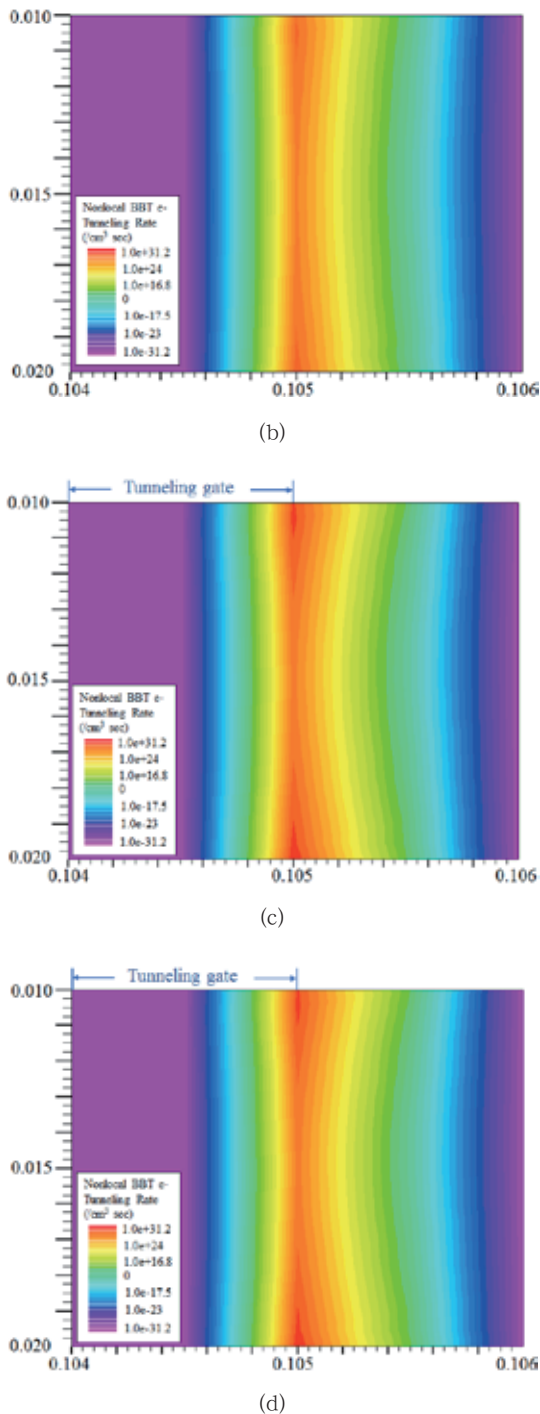 0.010
0.015
Nonlocal BBT e-
Tunneling Rate
(/cm³ sec)
1.0e+31.2
1.0e+24
1.0e+16.8
0
1.0e-17.5
1.0e-23
1.0e-31.2
0.020
0.104
0.105
0.106
(b)
Tunneling gate
0.010
0.015
Nonlocal BBT e-
Tunneling Rate
(/cm³ sec)
1.0e+31.2
1.0e+24
1.0e+16.8
0
1.0e-17.5
1.0e-23
1.0e-31.2
0.020
0.104
0.105
0.106
(c)
Tunneling gate
0.010
0.015
Nonlocal BBT e-
Tunneling Rate
(/cm³ sec)
1.0e+31.2
1.0e+24
1.0e+16.8
0
1.0e-17.5
1.0e-23
1.0e-31.2
0.020
0.104
0.105
0.106
(d)